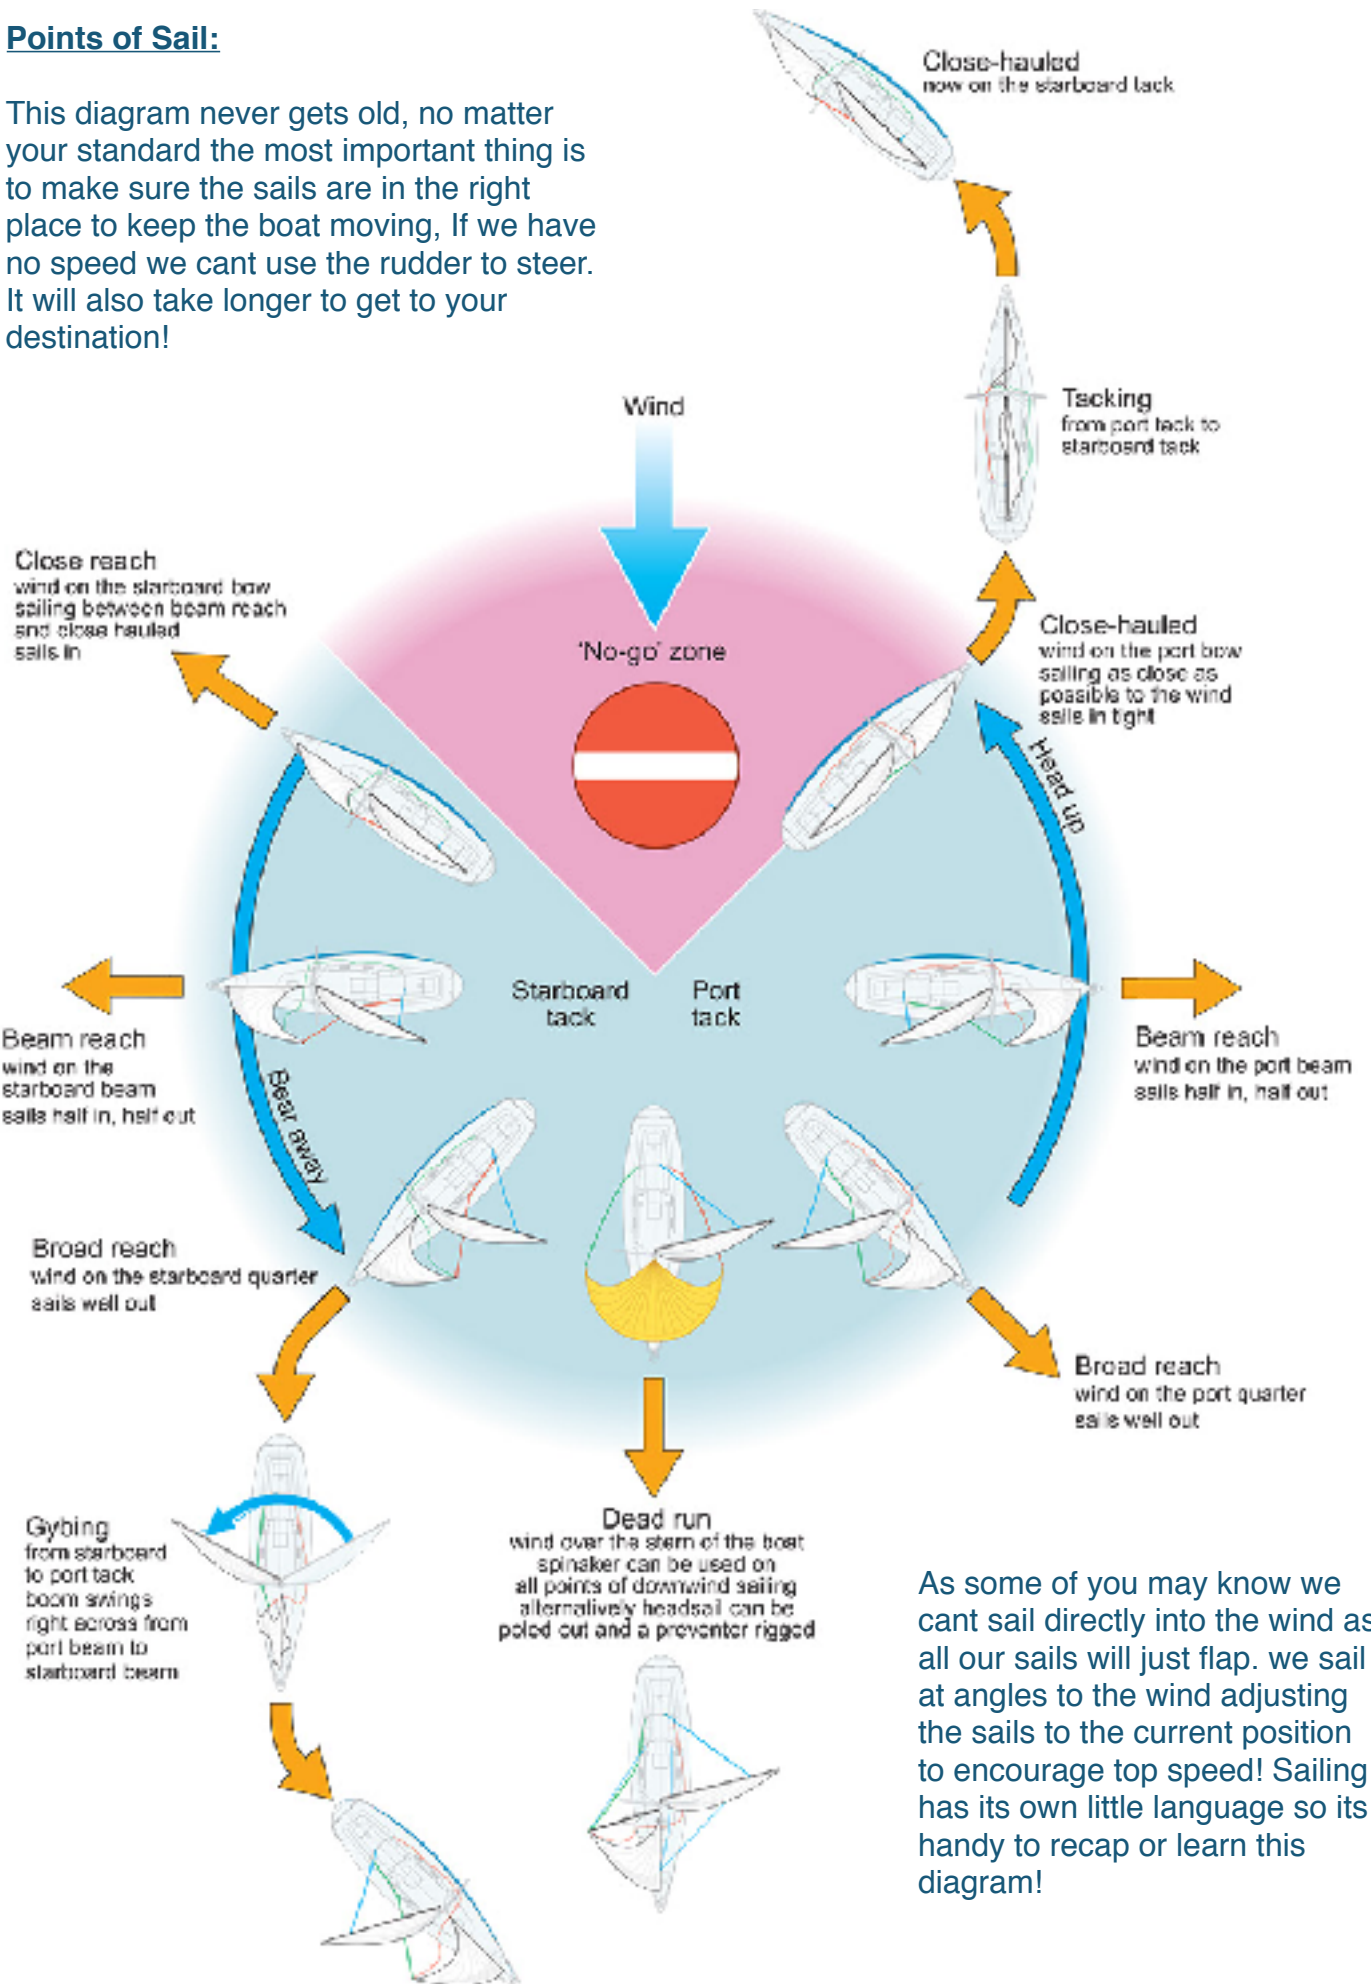 Points of Sail:
This diagram never gets old, no matter
your standard the most important thing is
to make sure the sails are in the right
place to keep the boat moving, If we have
no speed we cant use the rudder to steer.
It will also take longer to get to your
destination!
Close-hauled
now on the starboard tack
Tacking
from port tack to
starboard tack
Wind
Close reach
wind on the starboard bow
sailing between beam reach
and close hauled
sails in
'No-go' zone
Close-hauled
wind on the port bow
sailing as close as
possible to the wind
sails in tight
Head up
Starboard
tack
Port
tack
Beam reach
wind on the
starboard beam
sails half in, half out
Beam reach
wind on the port beam
sails half in, half out
Bear away
Broad reach
wind on the starboard quarter
sails well out
Broad reach
wind on the port quarter
sails well out
Gybing
from starboard
to port tack
boom swings
right across from
port beam to
starboard beam
Dead run
wind over the stern of the boat
spinaker can be used on
all points of downwind sailing
alternatively headsail can be
poled out and a preventer rigged
As some of you may know we
cant sail directly into the wind as
all our sails will just flap. we sail
at angles to the wind adjusting
the sails to the current position
to encourage top speed! Sailing
has its own little language so its
handy to recap or learn this
diagram!